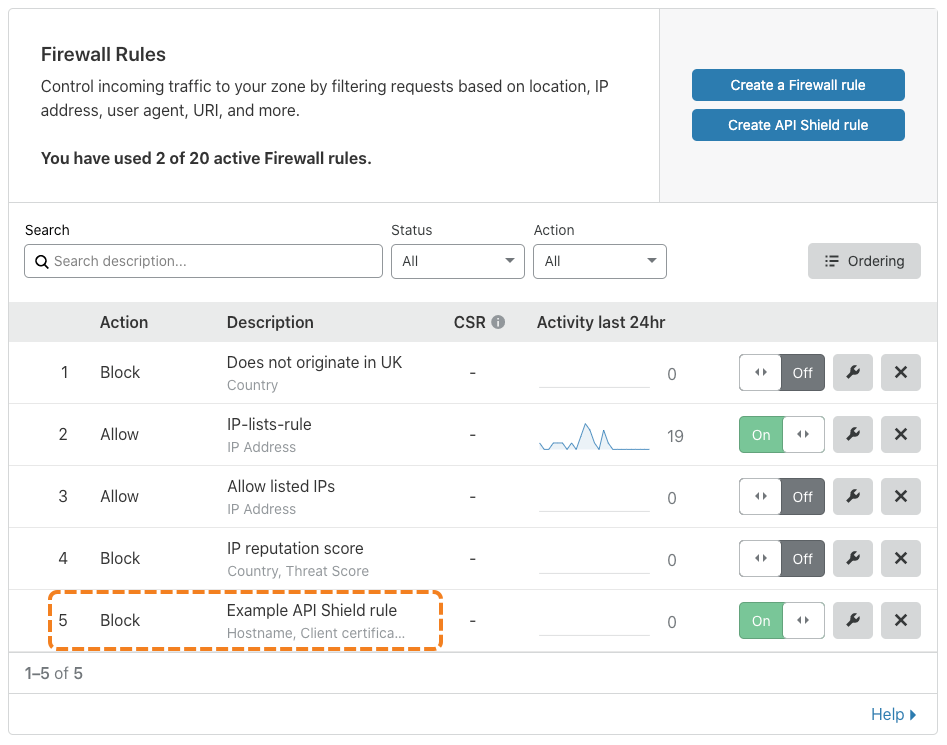 Firewall Rules
Control incoming traffic to your zone by filtering requests based on location, IP
address, user agent, URI, and more.
You have used 2 of 20 active Firewall rules.
Create a Firewall rule
Create API Shield rule
Search
Status
Action
Search description...
All
All
Ordering
Action Description CSR Activity last 24hr
1 Block Does not originate in UK - 0 Off
Country
2 Allow IP-lists-rule - 19 On
IP Address
3 Allow Allow listed IPs - 0 Off
IP Address
4 Block IP reputation score - 0 Off
Country, Threat Score
5 Block Example API Shield rule - 0 On
Hostname, Client certifica...
1–5 of 5
Help